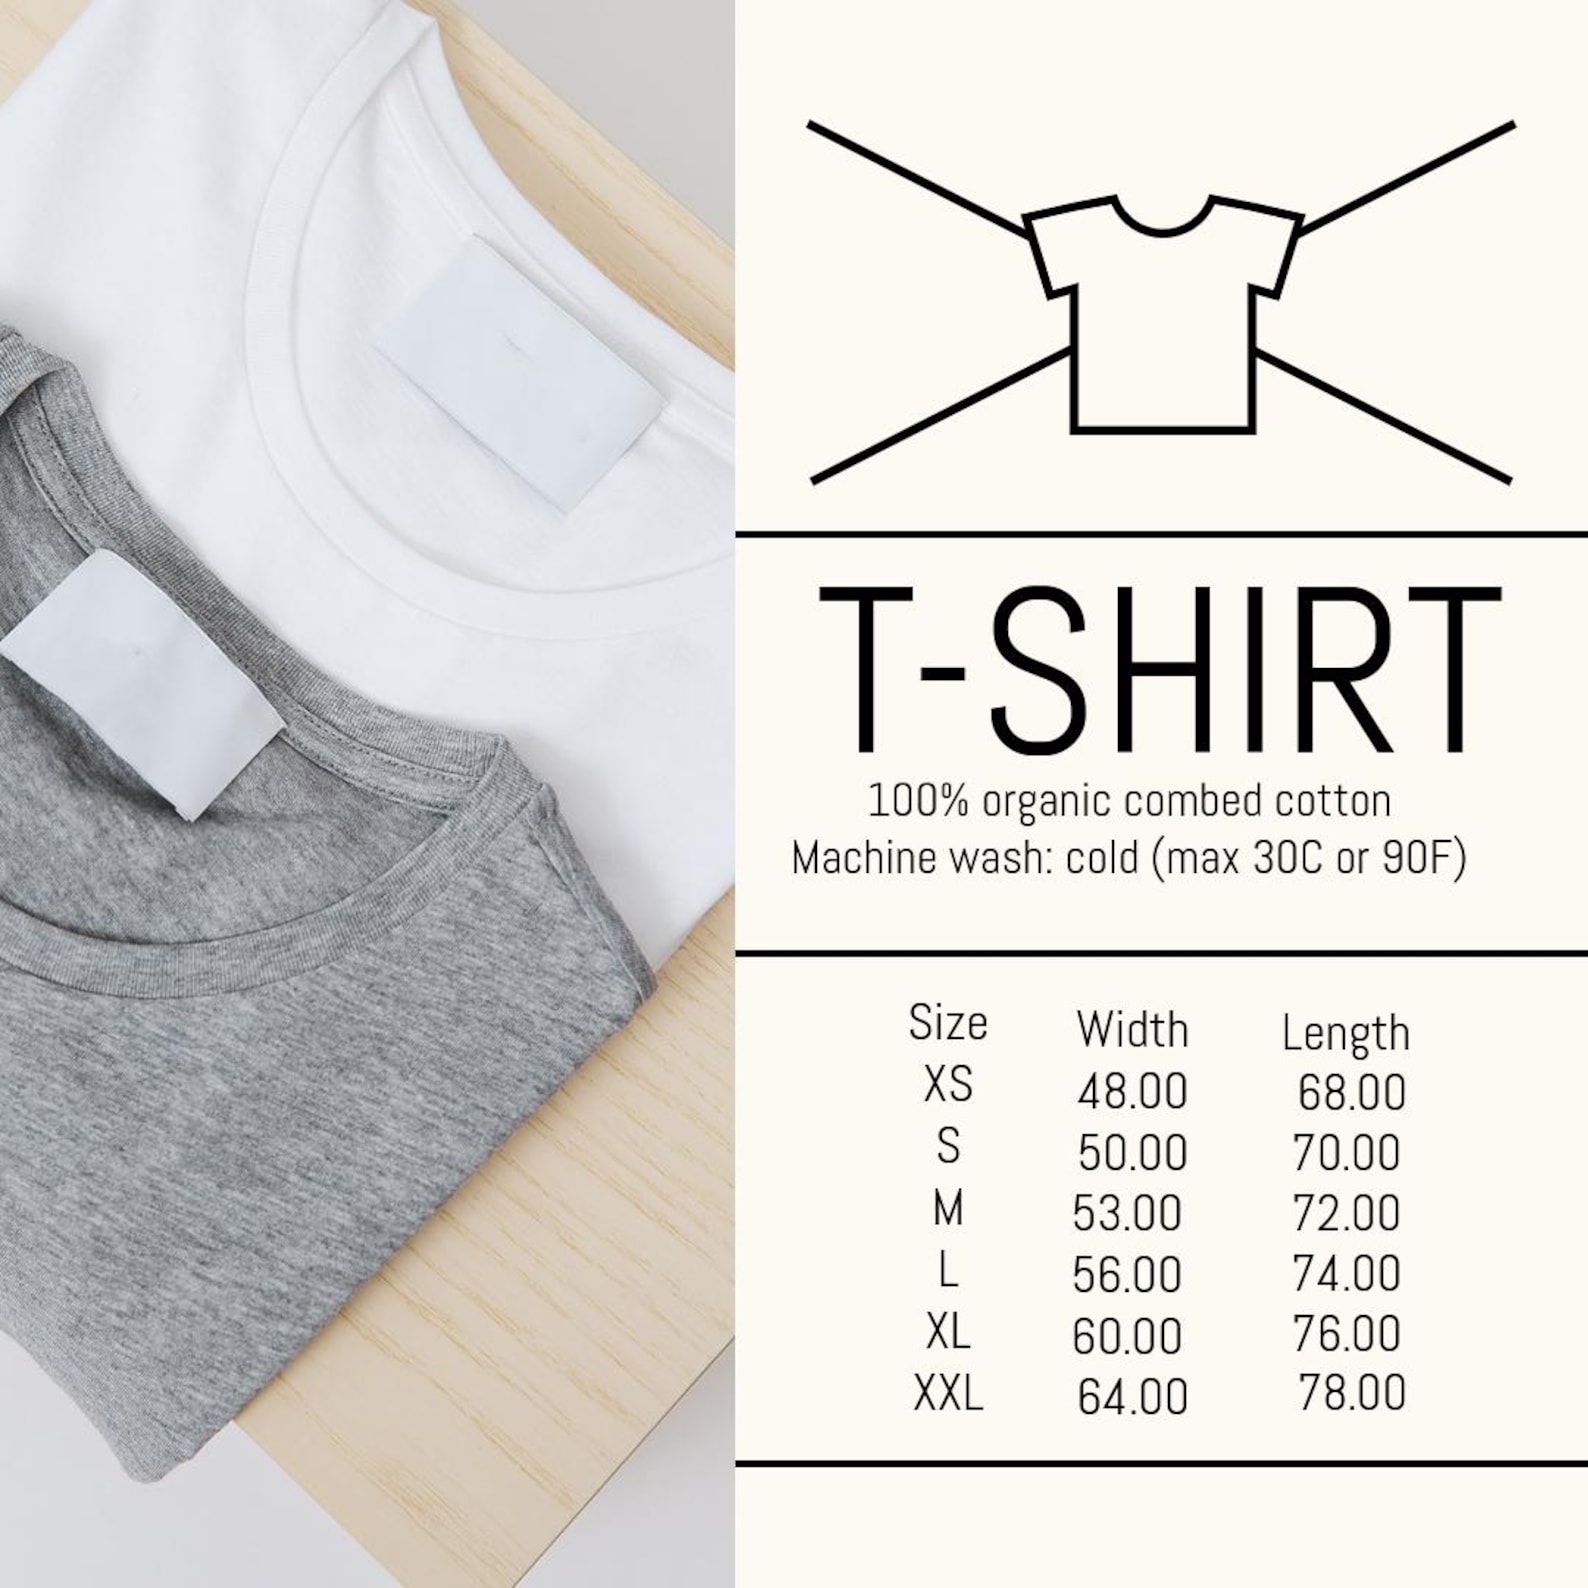 T-SHIRT
100% organic combed cotton
Machine wash: cold (max 30C or 90F)
Size Width Length
XS 48.00 68.00
S 50.00 70.00
M 53.00 72.00
L 56.00 74.00
XL 60.00 76.00
XXL 64.00 78.00